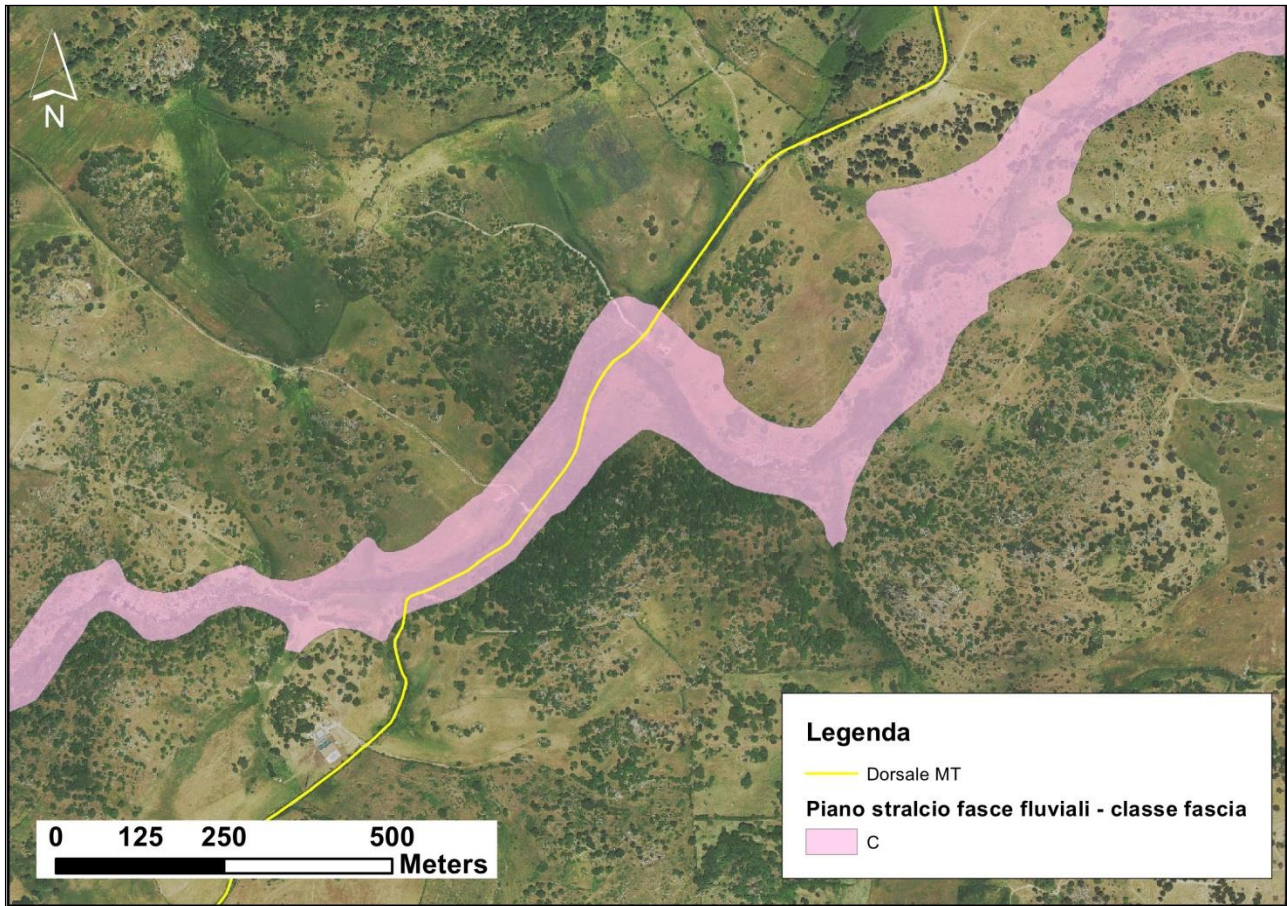 N
Legenda
Dorsale MT
Piano stralcio fasce fluviali - classe fascia
C
0 125 250 500
Meters